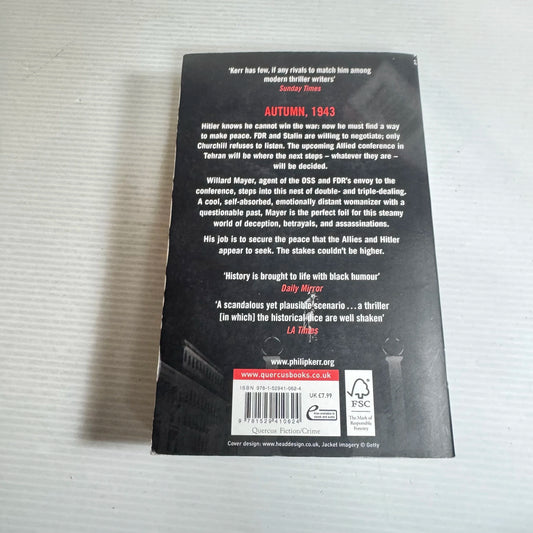 ‘Kerr has few, if any rivals to match him among
modern thriller writers’
Sunday Times
AUTUMN, 1943
Hitler knows he cannot win the war: now he must find a way
to make peace. FDR and Stalin are willing to negotiate; only
Churchill refuses to listen. The upcoming Allied conference in
Tehran will be where the next steps – whatever they are –
will be decided.
Willard Mayer, agent of the OSS and FDR’s envoy to the
conference, steps into this nest of double- and triple-dealing.
A cool, self-absorbed, emotionally distant womanizer with a
questionable past, Mayer is the perfect foil for this steamy
world of deception, betrayals, and assassinations.
His job is to secure the peace that the Allies and Hitler
appear to seek. The stakes couldn’t be higher.
‘History is brought to life with black humour’
Daily Mirror
‘A scandalous yet plausible scenario . . . a thriller
[in which] the historical dice are well shaken’
LA Times
www.philipkerr.org
www.quercusbooks.co.uk
ISBN 978-1-52941-062-4
UK £7.99
9 781529 410624
Quercus Fiction/Crime
FSC
The Mark of
Responsible
Forestry
Cover design: www.headdesign.co.uk, Jacket imagery © Getty